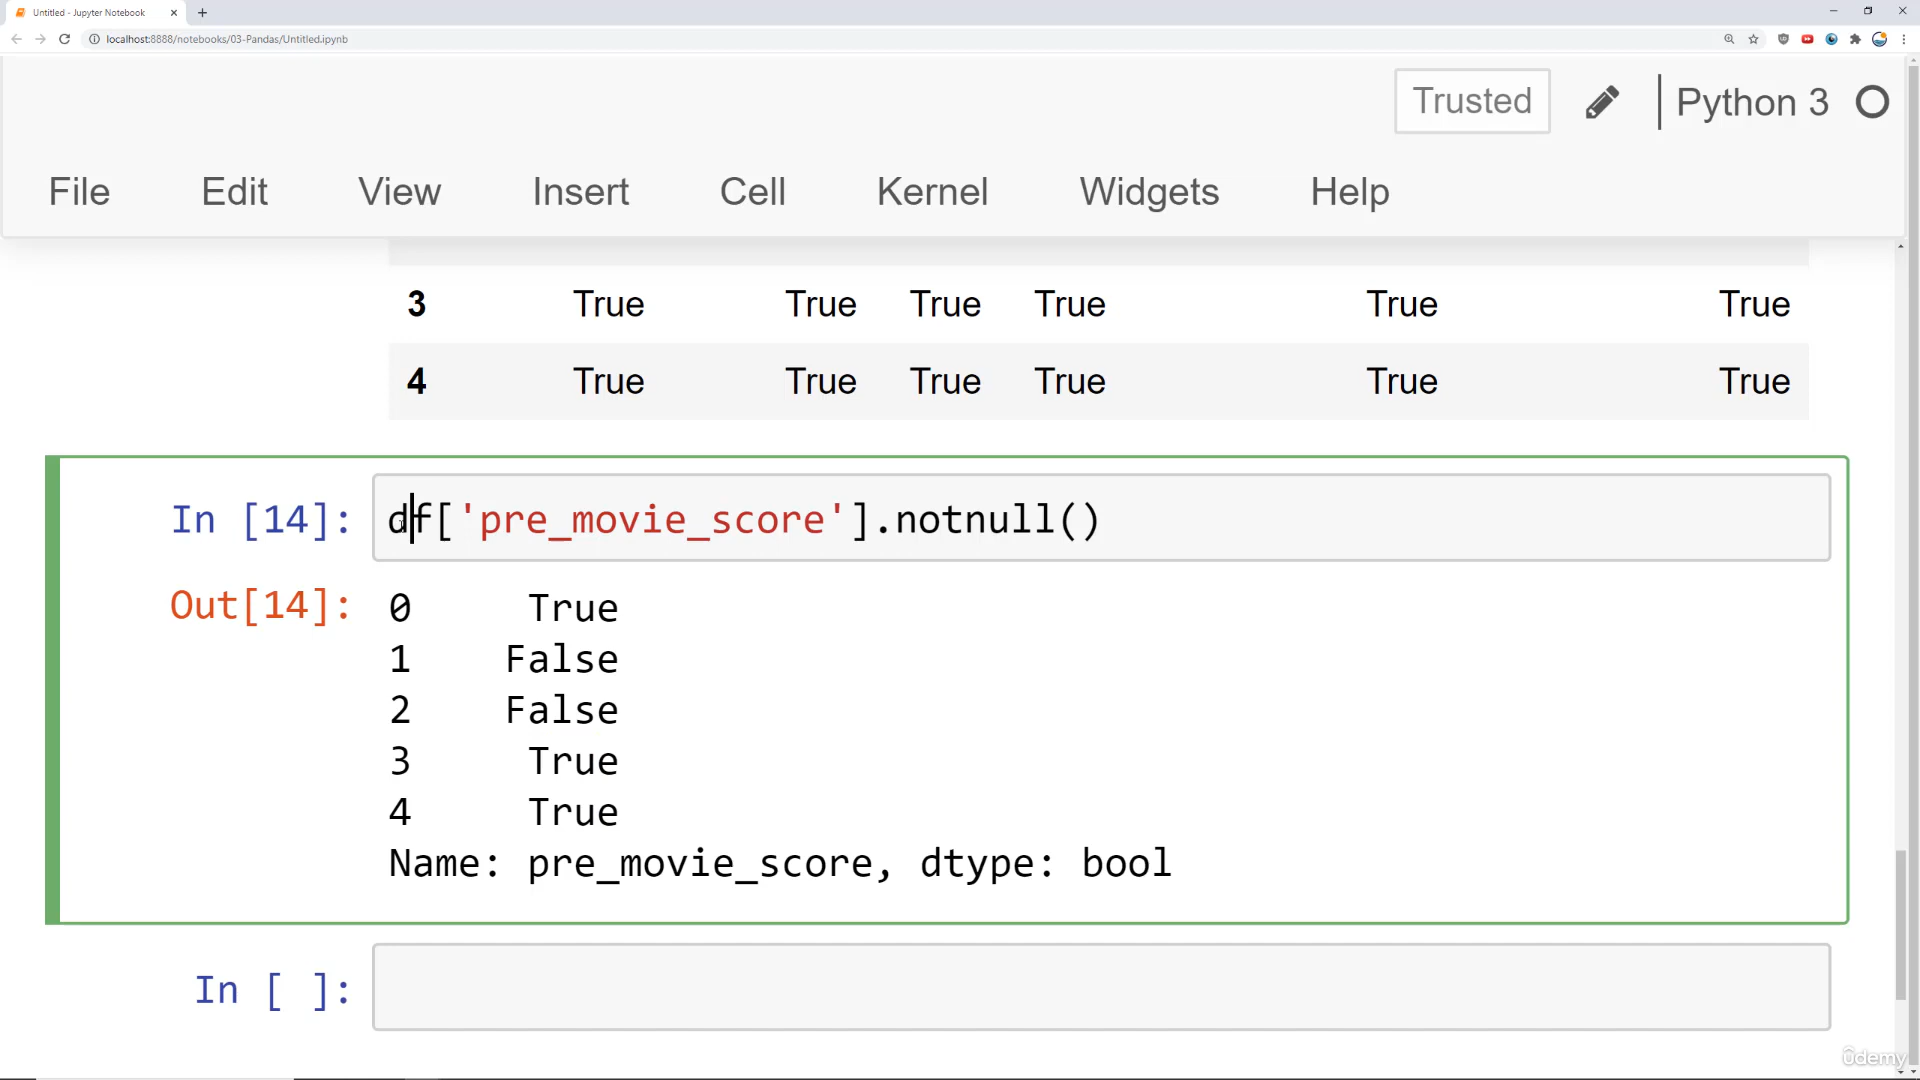 Untitled - Jupyter Notebook
localhost:8888/notebooks/03-Pandas/Untitled.ipynb
Trusted
Python 3
File Edit View Insert Cell Kernel Widgets Help
3 True True True True True True
4 True True True True True True
In [14]: df['pre_movie_score'].notnull()
Out[14]: 0 True
1 False
2 False
3 True
4 True
Name: pre_movie_score, dtype: bool
In [ ]:
ûdemy